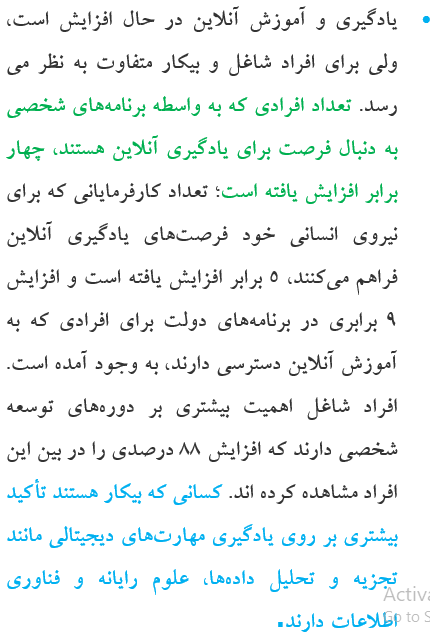 • یادگیری و آموزش آنلاین در حال افزایش است،
ولی برای افراد شاغل و بیکار متفاوت به نظر می
رسد. تعداد افرادی که به واسطه برنامه‌های شخصی
به دنبال فرصت برای یادگیری آنلاین هستند، چهار
برابر افزایش یافته است؛ تعداد کارفرمایانی که برای
نیروی انسانی خود فرصت‌های یادگیری آنلاین
فراهم می‌کنند، ۵ برابر افزایش یافته است و افزایش
۹ برابری در برنامه‌های دولت برای افرادی که به
آموزش آنلاین دسترسی دارند، به وجود آمده است.
افراد شاغل اهمیت بیشتری بر دوره‌های توسعه
شخصی دارند که افزایش ۸۸ درصدی را در بین این
افراد مشاهده کرده اند. کسانی که بیکار هستند تأکید
بیشتری بر روی یادگیری مهارت‌های دیجیتالی مانند
تجزیه و تحلیل داده‌ها، علوم رایانه و فناوری
اطلاعات دارند.
Activa
Go to S